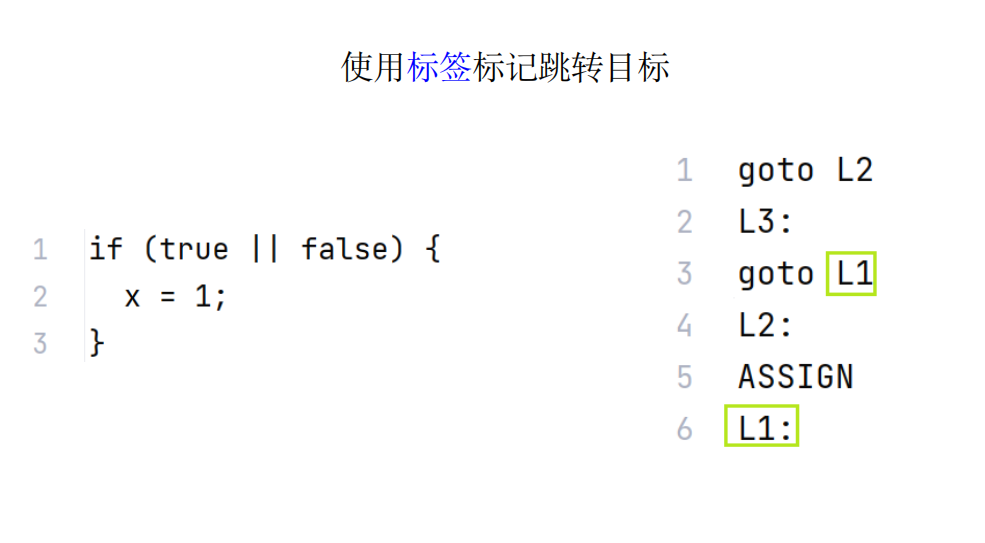 使用标签标记跳转目标
1 if (true || false) {
2 x = 1;
3 }
1 goto L2
2 L3:
3 goto L1
4 L2:
5 ASSIGN
6 L1: